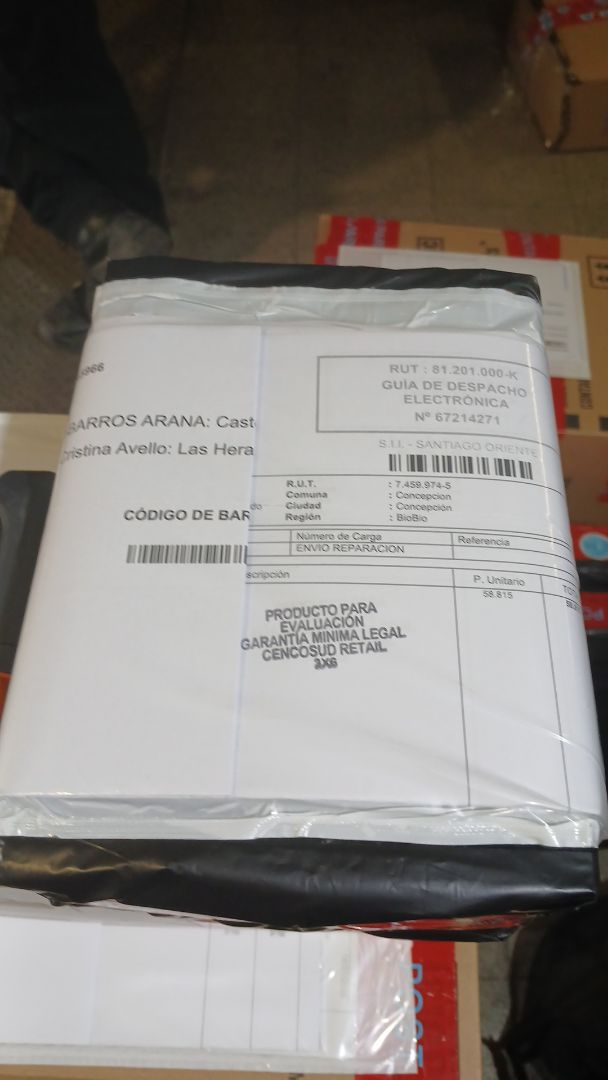 RUT : 81.201.000-K
GUÍA DE DESPACHO
ELECTRÓNICA
Nº 67214271
S.I.I. - SANTIAGO ORIENTE
BARROS ARANA: Cast
Cristina Avello: Las Hera
CÓDIGO DE BAR
R.U.T. : 7.459.974-5
Comuna : Concepcion
Ciudad : Concepción
Región : BioBio
Número de Carga
Referencia
ENVIO REPARACION
scripción
P. Unitario
58.815
PRODUCTO PARA
EVALUACIÓN
GARANTÍA MINIMA LEGAL
CENCOSUD RETAIL
3X6